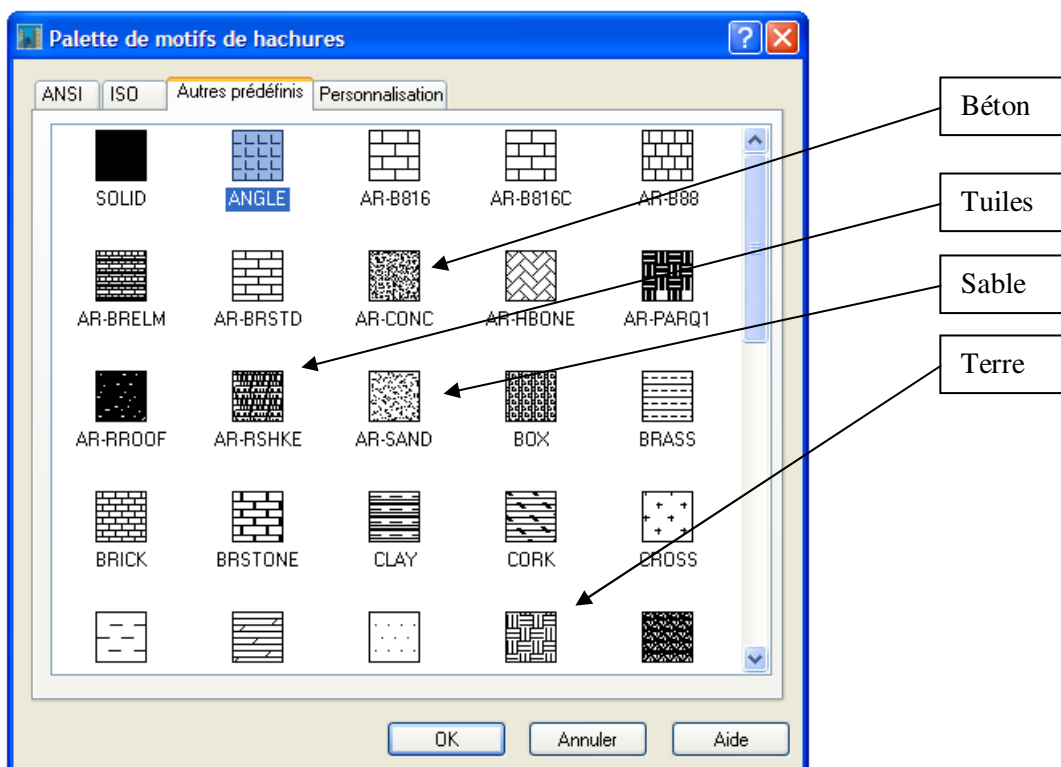 Palette de motifs de hachures
ANSI ISO Autres prédéfinis Personnalisation
SOLID ANGLE AR-B816 AR-B816C AR-B88
AR-BRELM AR-BRSTD AR-CONC AR-HBONE AR-PARQ1
AR-RROOF AR-RSHKE AR-SAND BOX BRASS
BRICK BRSTONE CLAY CORK CROSS
OK Annuler Aide
Béton
Tuiles
Sable
Terre